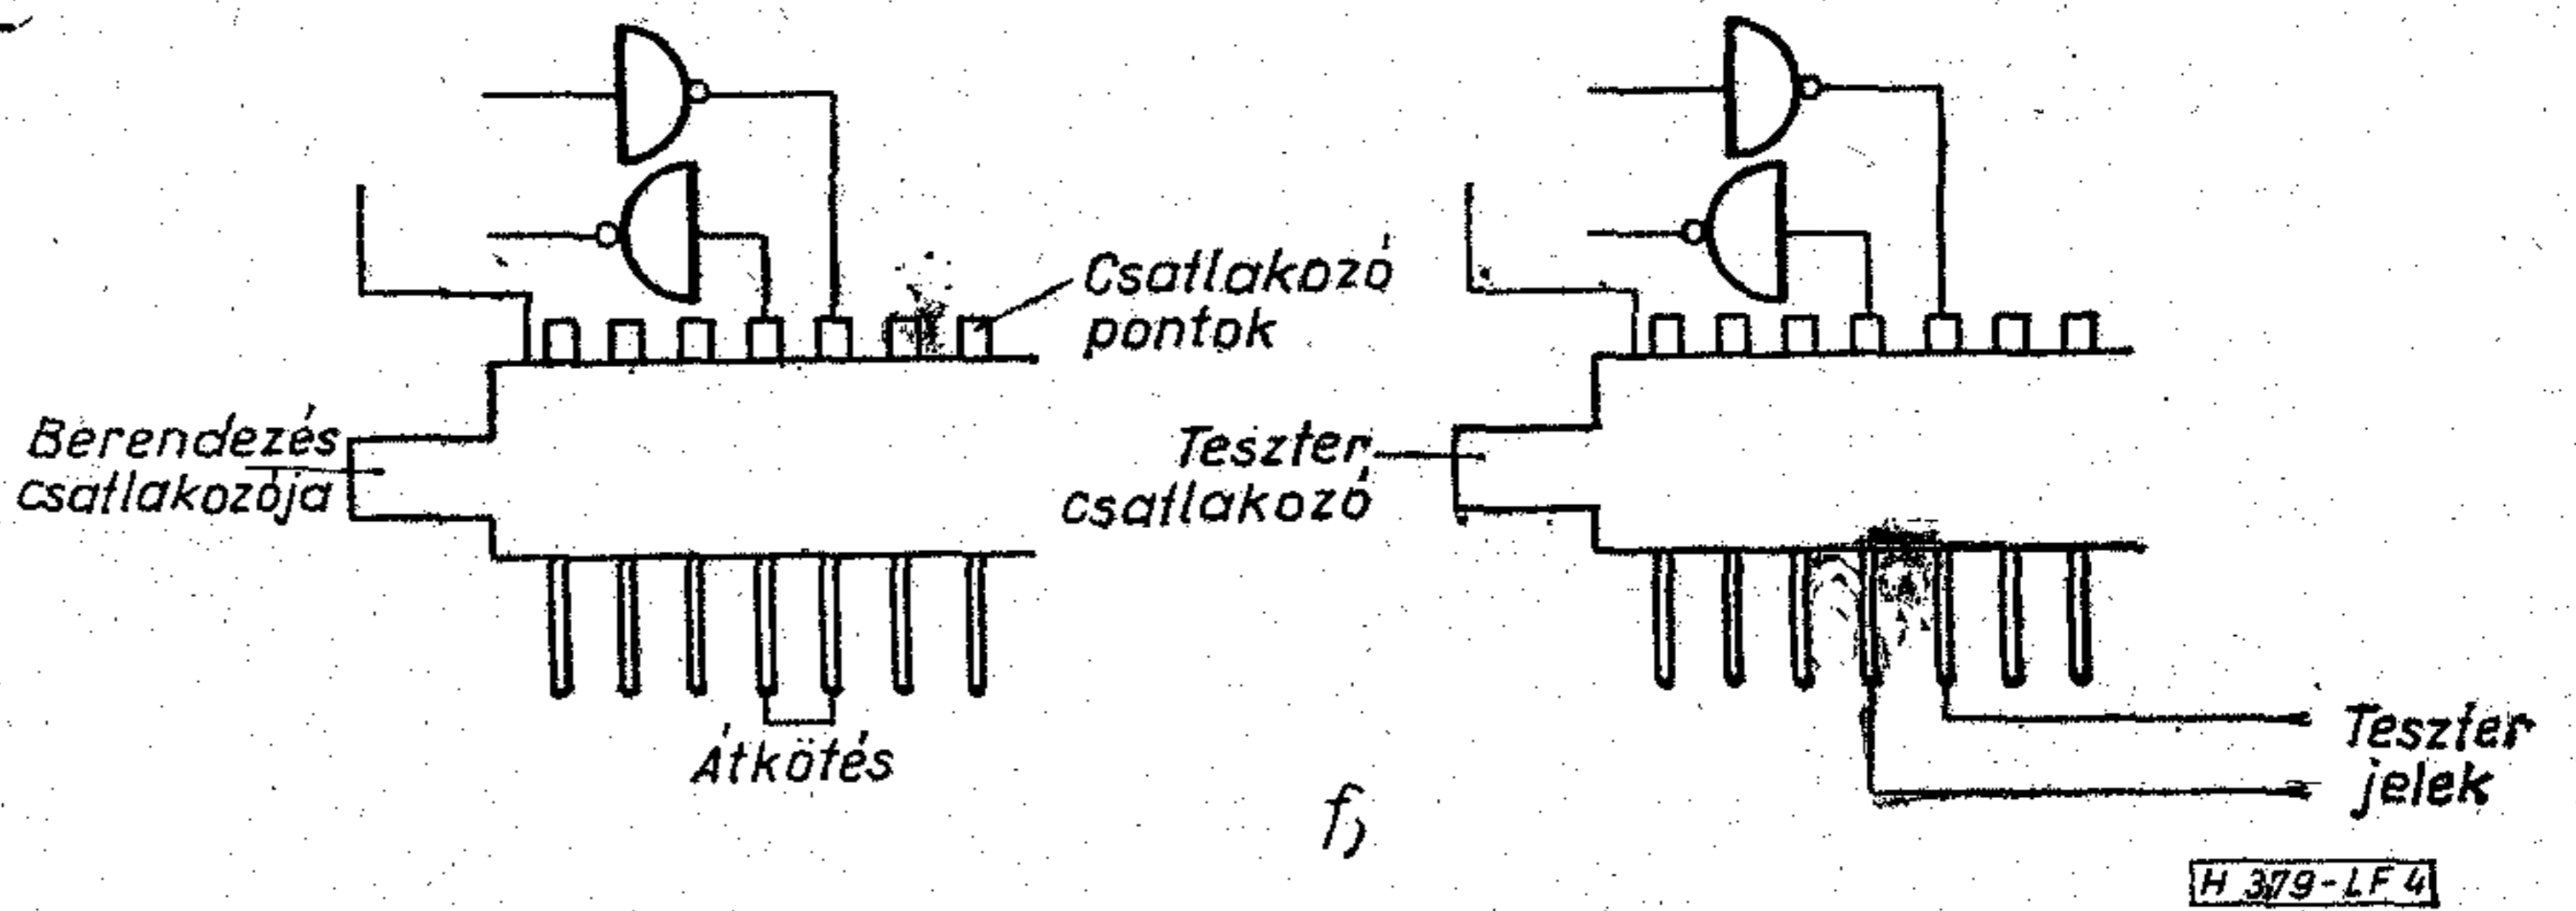 Csatlakozó
pontok
Berendezés
csatlakozója
Átkötés
Teszter
csatlakozó
Teszter
jelek
f,
H 379-LF 4